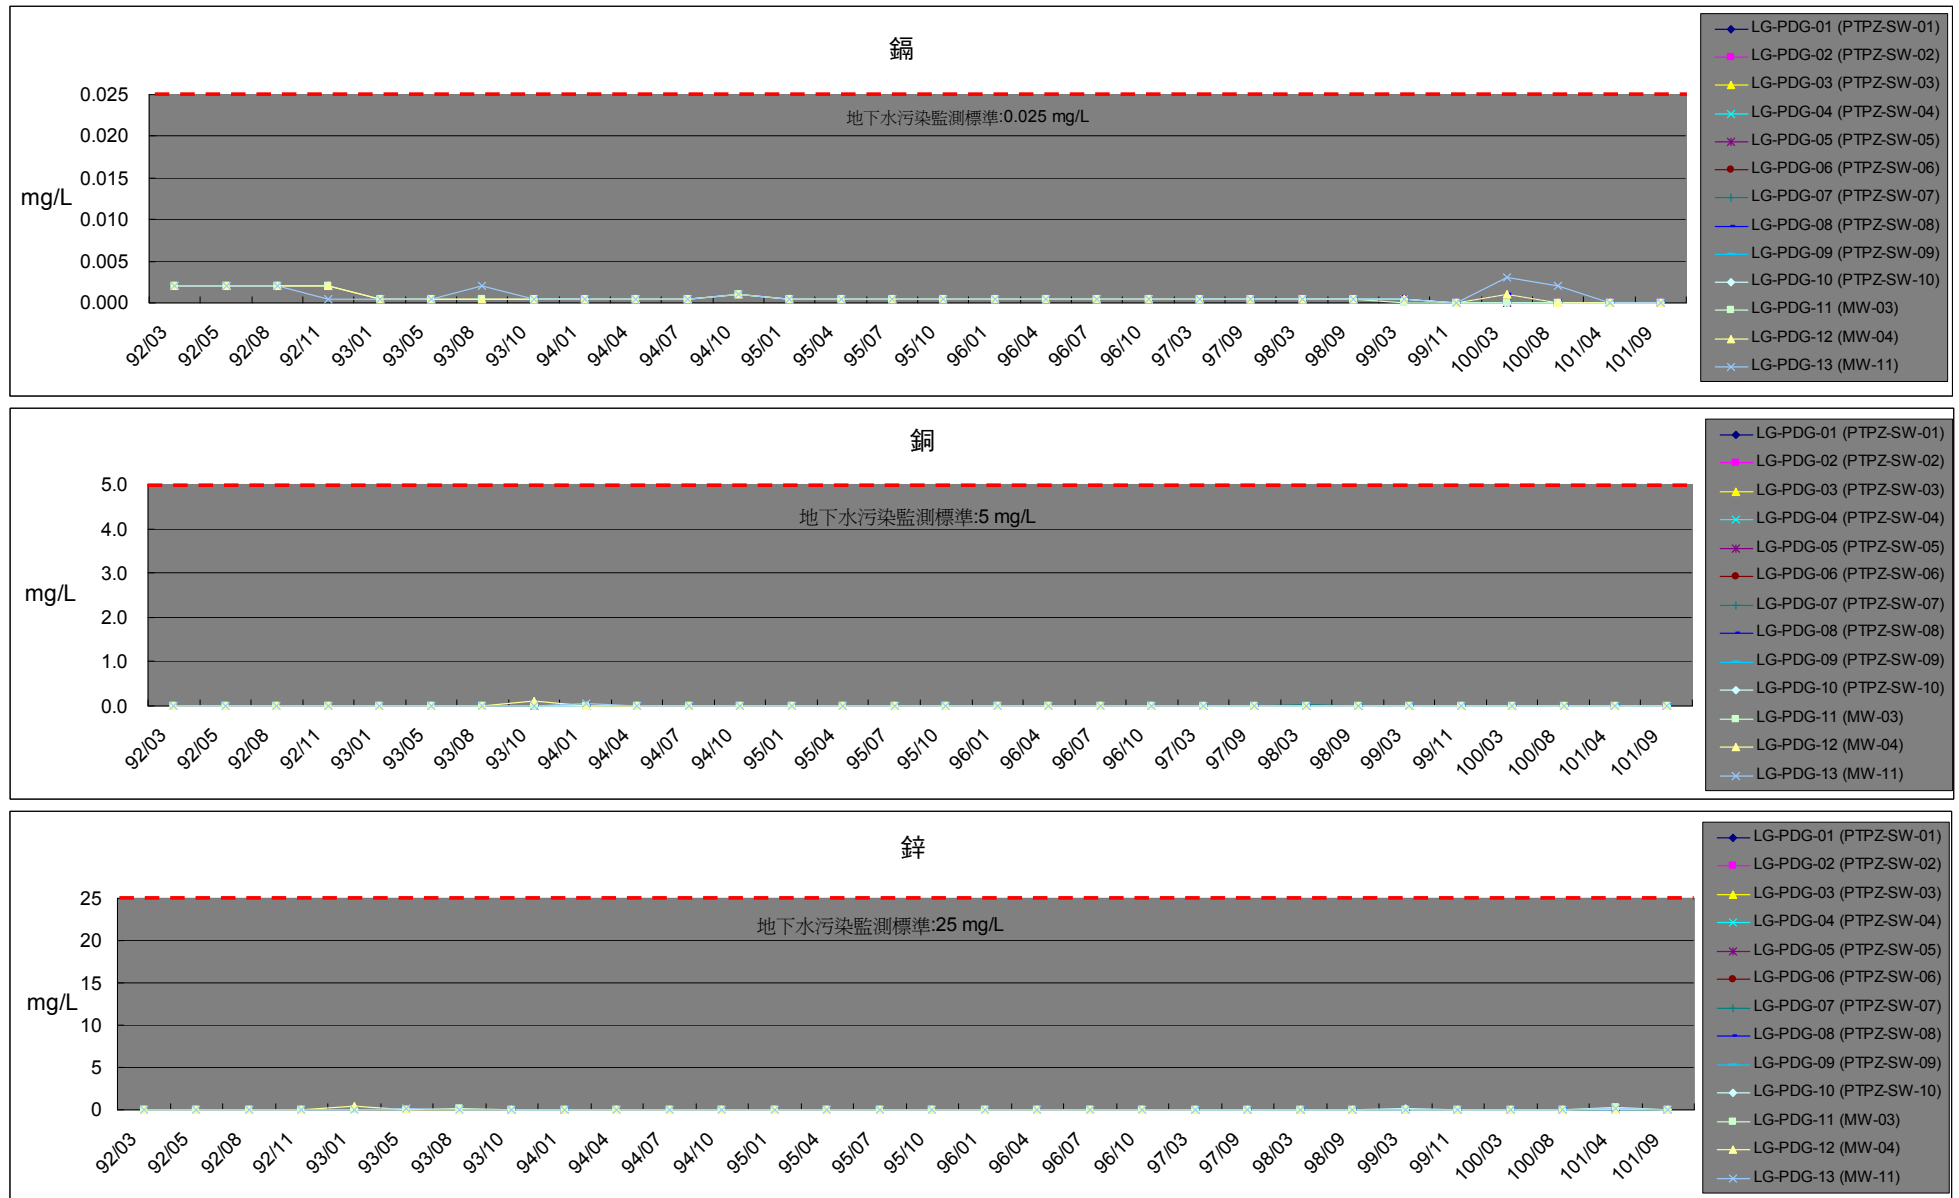 鎘
0.025
0.020
0.015
0.010
0.005
0.000
mg/L
地下水污染監測標準:0.025 mg/L
92/03
92/05
92/08
92/11
93/01
93/05
93/08
93/10
94/01
94/04
94/07
94/10
95/01
95/04
95/07
95/10
96/01
96/04
96/07
96/10
97/03
97/09
98/03
98/09
99/03
99/11
100/03
100/08
101/04
101/09
LG-PDG-01 (PTPZ-SW-01)
LG-PDG-02 (PTPZ-SW-02)
LG-PDG-03 (PTPZ-SW-03)
LG-PDG-04 (PTPZ-SW-04)
LG-PDG-05 (PTPZ-SW-05)
LG-PDG-06 (PTPZ-SW-06)
LG-PDG-07 (PTPZ-SW-07)
LG-PDG-08 (PTPZ-SW-08)
LG-PDG-09 (PTPZ-SW-09)
LG-PDG-10 (PTPZ-SW-10)
LG-PDG-11 (MW-03)
LG-PDG-12 (MW-04)
LG-PDG-13 (MW-11)
銅
5.0
4.0
3.0
2.0
1.0
0.0
mg/L
地下水污染監測標準:5 mg/L
92/03
92/05
92/08
92/11
93/01
93/05
93/08
93/10
94/01
94/04
94/07
94/10
95/01
95/04
95/07
95/10
96/01
96/04
96/07
96/10
97/03
97/09
98/03
98/09
99/03
99/11
100/03
100/08
101/04
101/09
LG-PDG-01 (PTPZ-SW-01)
LG-PDG-02 (PTPZ-SW-02)
LG-PDG-03 (PTPZ-SW-03)
LG-PDG-04 (PTPZ-SW-04)
LG-PDG-05 (PTPZ-SW-05)
LG-PDG-06 (PTPZ-SW-06)
LG-PDG-07 (PTPZ-SW-07)
LG-PDG-08 (PTPZ-SW-08)
LG-PDG-09 (PTPZ-SW-09)
LG-PDG-10 (PTPZ-SW-10)
LG-PDG-11 (MW-03)
LG-PDG-12 (MW-04)
LG-PDG-13 (MW-11)
鋅
25
20
15
10
5
0
mg/L
地下水污染監測標準:25 mg/L
92/03
92/05
92/08
92/11
93/01
93/05
93/08
93/10
94/01
94/04
94/07
94/10
95/01
95/04
95/07
95/10
96/01
96/04
96/07
96/10
97/03
97/09
98/03
98/09
99/03
99/11
100/03
100/08
101/04
101/09
LG-PDG-01 (PTPZ-SW-01)
LG-PDG-02 (PTPZ-SW-02)
LG-PDG-03 (PTPZ-SW-03)
LG-PDG-04 (PTPZ-SW-04)
LG-PDG-05 (PTPZ-SW-05)
LG-PDG-06 (PTPZ-SW-06)
LG-PDG-07 (PTPZ-SW-07)
LG-PDG-08 (PTPZ-SW-08)
LG-PDG-09 (PTPZ-SW-09)
LG-PDG-10 (PTPZ-SW-10)
LG-PDG-11 (MW-03)
LG-PDG-12 (MW-04)
LG-PDG-13 (MW-11)